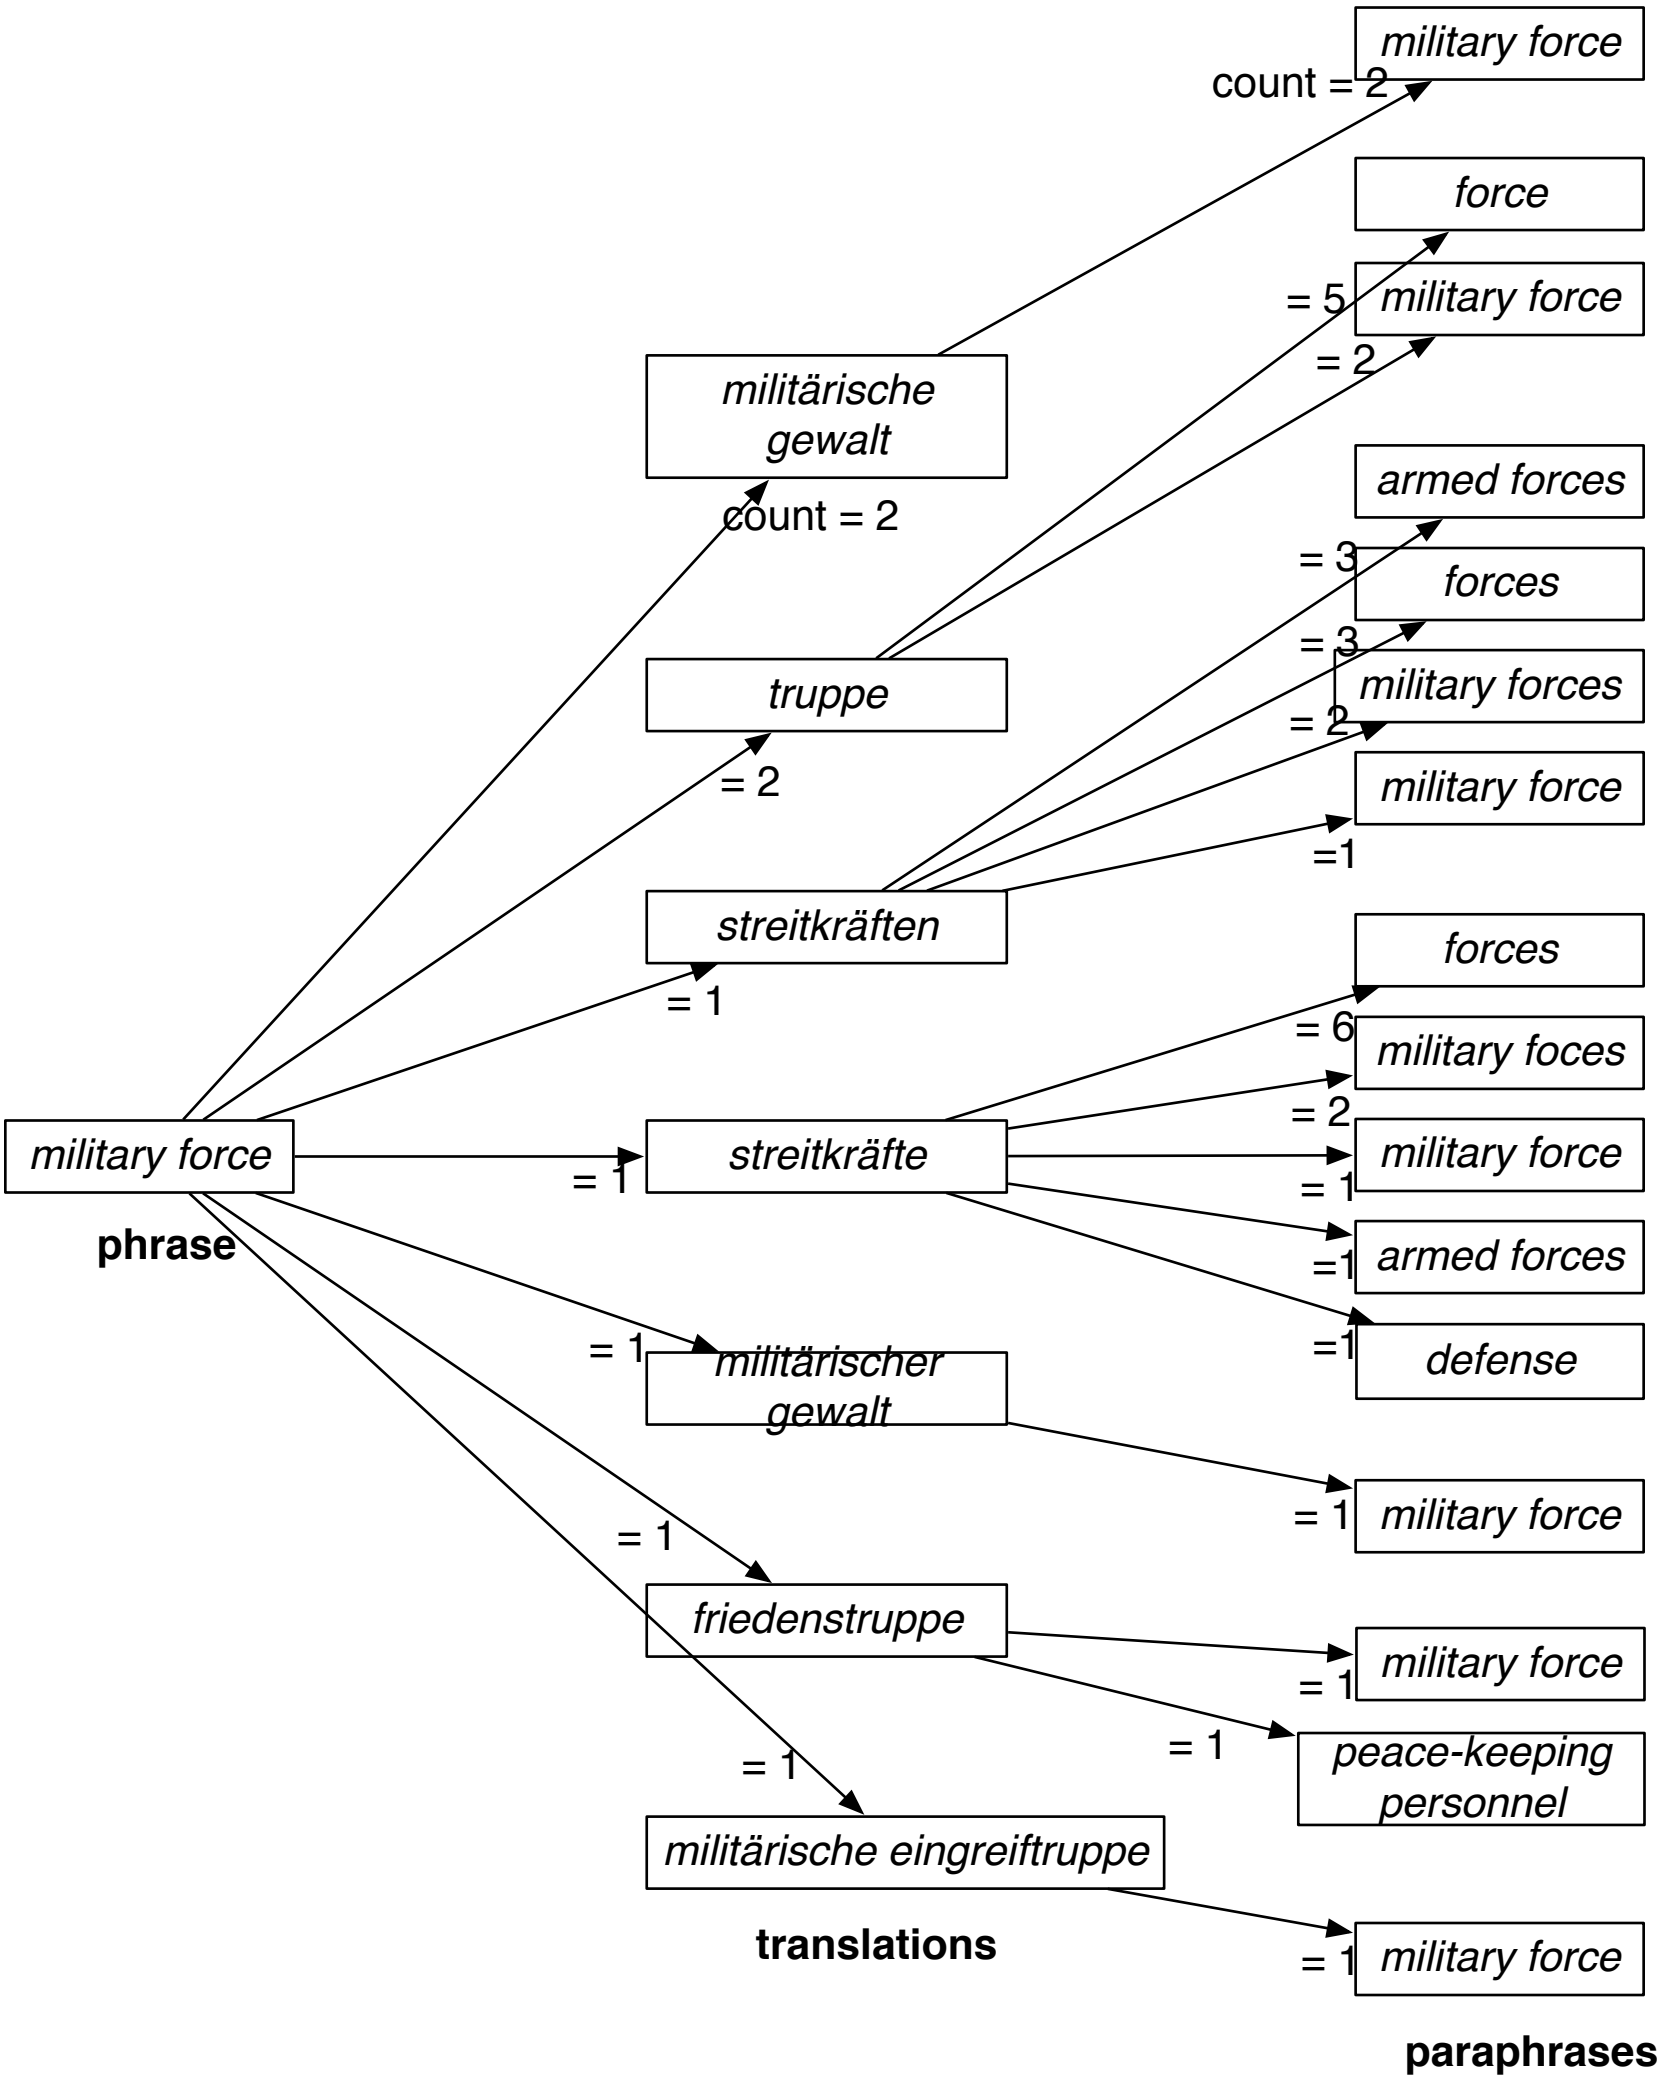 military force
count = 2
force
= 5
military force
= 2
militärische
gewalt
count = 2
armed forces
= 3
forces
= 3
military forces
= 2
truppe
= 2
military force
=1
streitkräften
= 1
forces
= 6
military foces
= 2
military force
phrase
streitkräfte
= 1
military force
= 1
armed forces
=1
defense
=1
militärischer
gewalt
= 1
military force
= 1
friedenstruppe
= 1
military force
= 1
peace-keeping
personnel
= 1
militärische eingreiftruppe
= 1
military force
= 1
translations
paraphrases